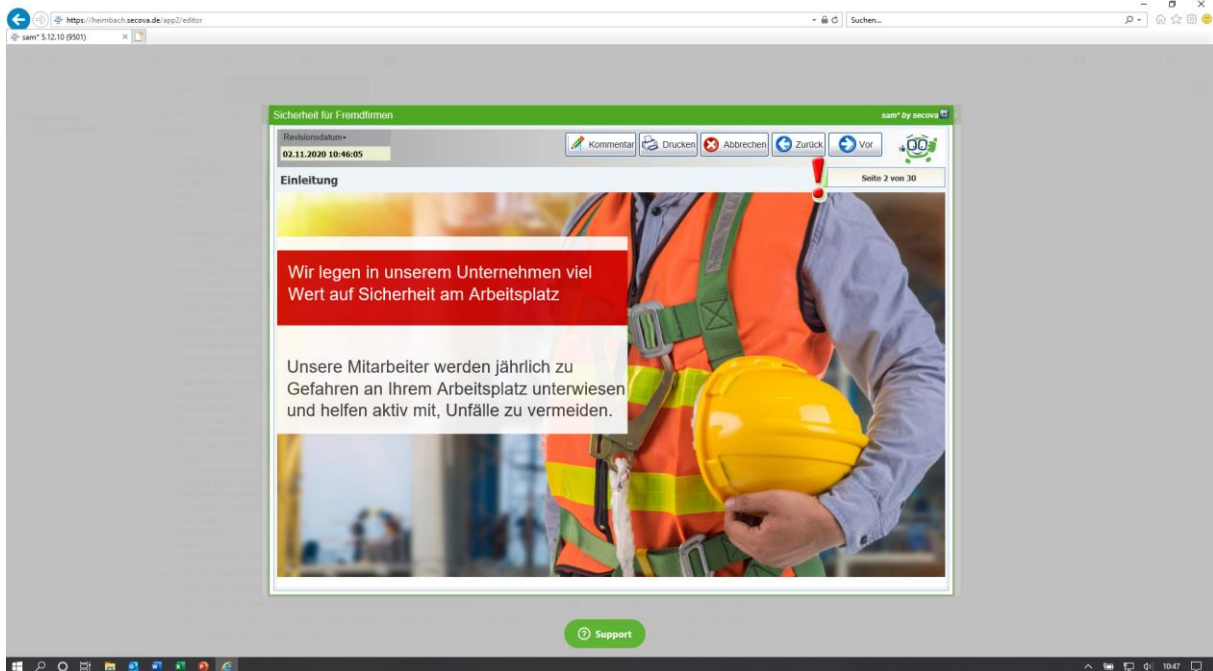 https://heimbach.secova.de/app2/editor
Suchen...
sam* 5.12.10 (9501)
Sicherheit für Fremdfirmen
sam* by secova
Revisionsdatum
02.11.2020 10:46:05
Kommentar
Drucken
Abbrechen
Zurück
Vor
Einleitung
Seite 2 von 30
Wir legen in unserem Unternehmen viel
Wert auf Sicherheit am Arbeitsplatz
Unsere Mitarbeiter werden jährlich zu
Gefahren an Ihrem Arbeitsplatz unterwiesen
und helfen aktiv mit, Unfälle zu vermeiden.
Support
10:47